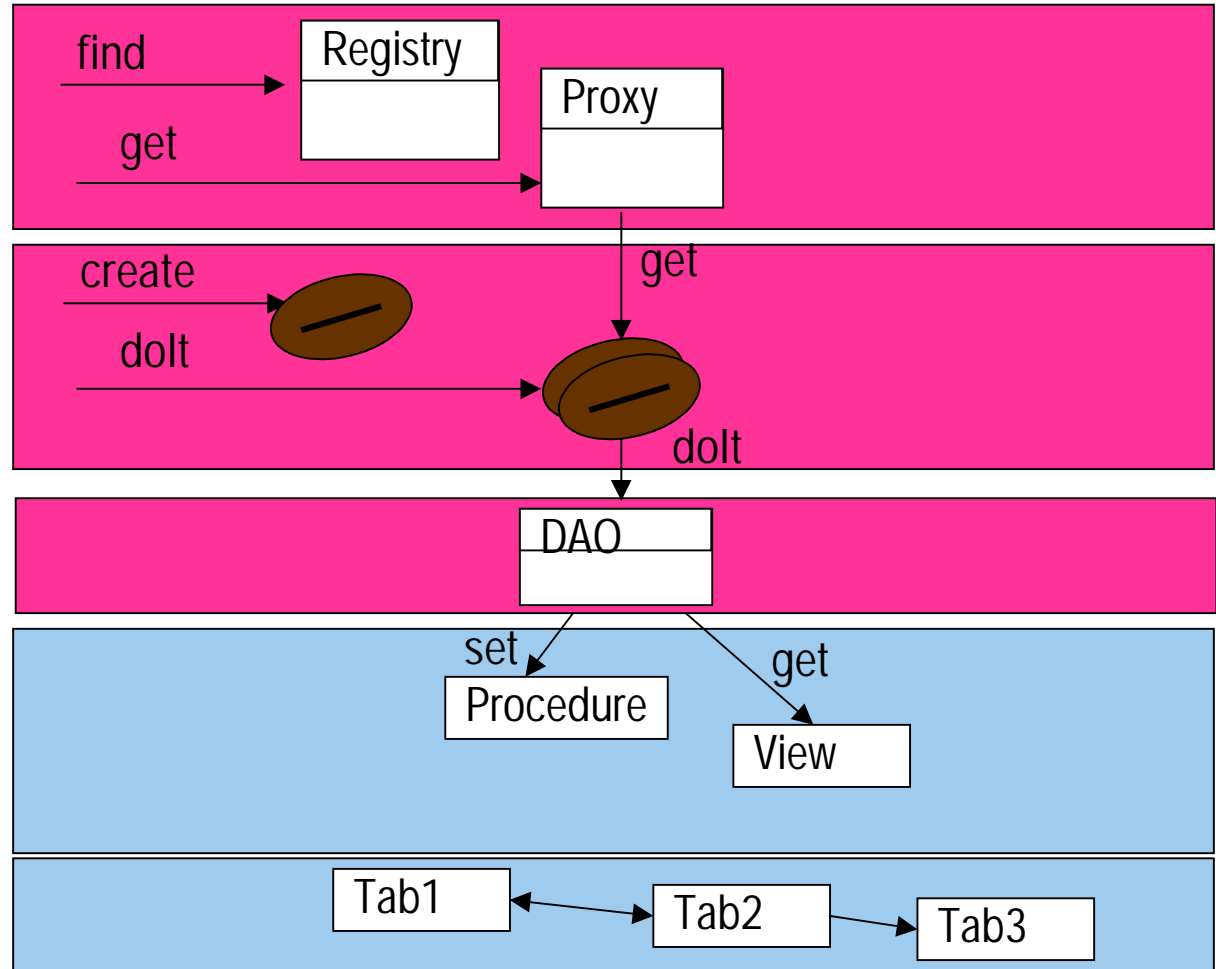 find
Registry
Proxy
get
create
get
doIt
doIt
DAO
set
get
Procedure
View
Tab1
Tab2
Tab3